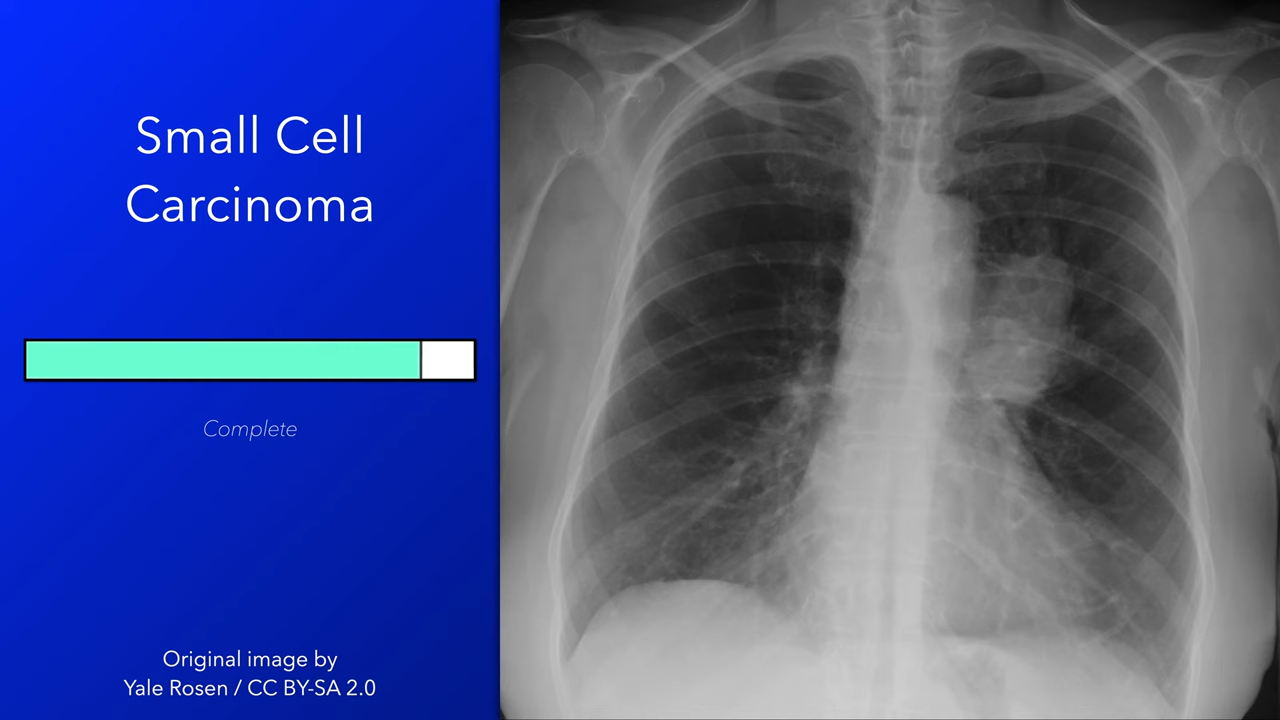 Small Cell
Carcinoma
Complete
Original image by
Yale Rosen / CC BY-SA 2.0